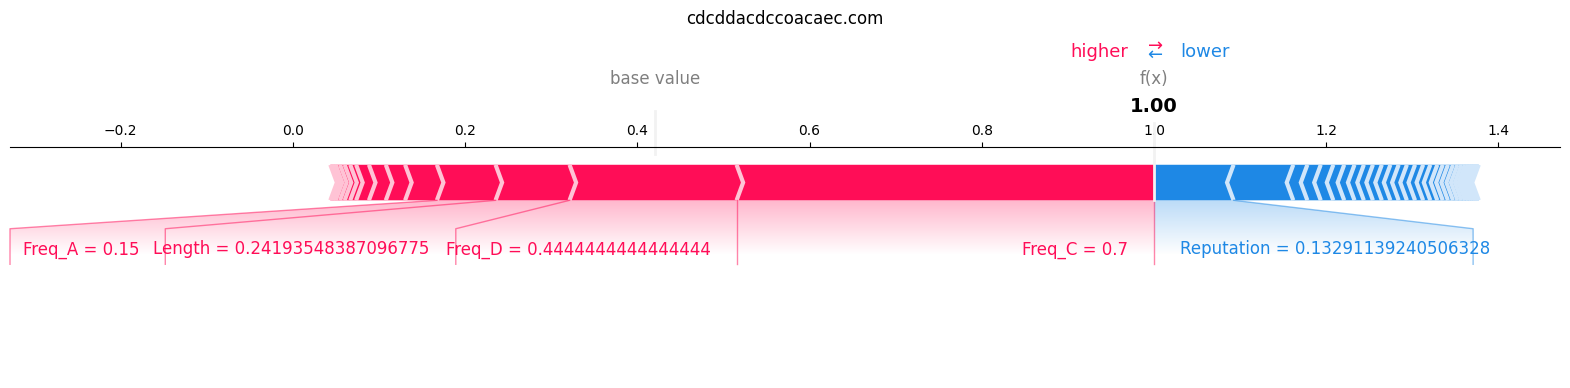 cdcddacdccoacaec.com
higher ⇄ lower
base value f(x)
1.00
−0.2 0.0 0.2 0.4 0.6 0.8 1.0 1.2 1.4
Freq_A = 0.15 Length = 0.24193548387096775 Freq_D = 0.4444444444444444 Freq_C = 0.7 Reputation = 0.13291139240506328